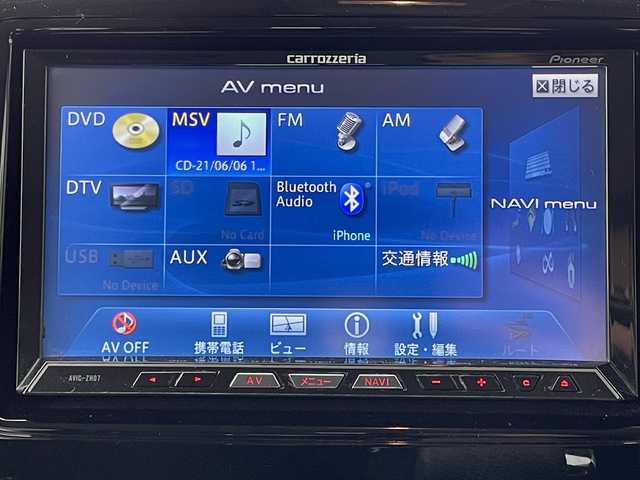 carrozzeria
Pioneer
AV menu
閉じる
DVD
MSV
CD-21/06/06 1...
FM
AM
DTV
SD
No Card
Bluetooth
Audio
iPhone
iPod
No Device
NAVI menu
USB
No Device
AUX
交通情報
AV OFF
携帯電話
ビュー
情報
設定・編集
ルート
AVIC-ZH07
AV
メニュー
NAVI